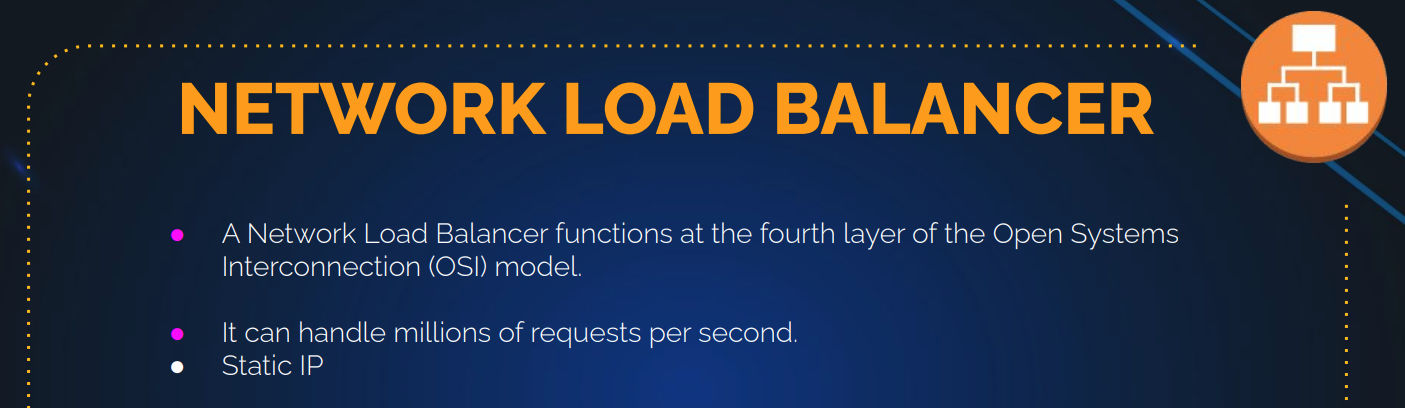 NETWORK LOAD BALANCER
● A Network Load Balancer functions at the fourth layer of the Open Systems
Interconnection (OSI) model.
● It can handle millions of requests per second.
● Static IP